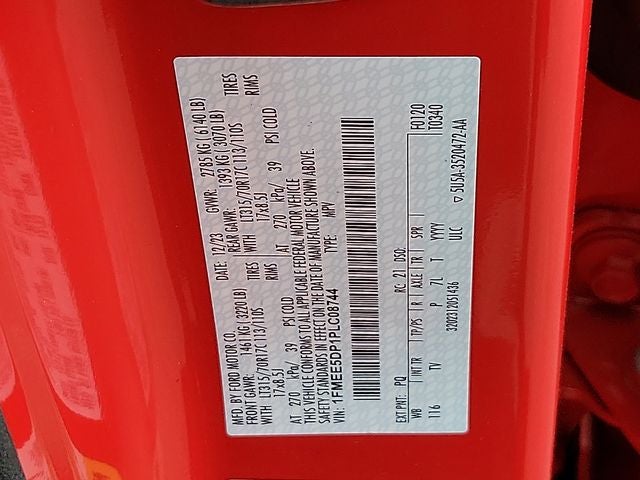 MFD. BY FORD MOTOR CO.
DATE: 12/23 GVWR: 2785 KG ( 6140 LB)
FRONT GAWR: 1461 KG ( 3220 LB) REAR GAWR: 1393 KG ( 3070 LB)
WITH LT315/70R17C 113/110S TIRES WITH LT315/70R17C 113/110S TIRES
17x8.5J RIMS 17x8.5J RIMS
AT 270 kPa/ 39 PSI COLD AT 270 kPa/ 39 PSI COLD
THIS VEHICLE CONFORMS TO ALL APPLICABLE FEDERAL MOTOR VEHICLE
SAFETY STANDARDS IN EFFECT ON THE DATE OF MANUFACTURE SHOWN ABOVE.
VIN: 1FMEE5DP1PLC08744 TYPE: MPV
EXT PNT: PQ RC: 21 DSO: F0120
WB INT TR TP/PS R AXLE TR SPR T0340
116 TV P 7L T YYYY
3202312051436 ULC 5U5A-3520472-AA